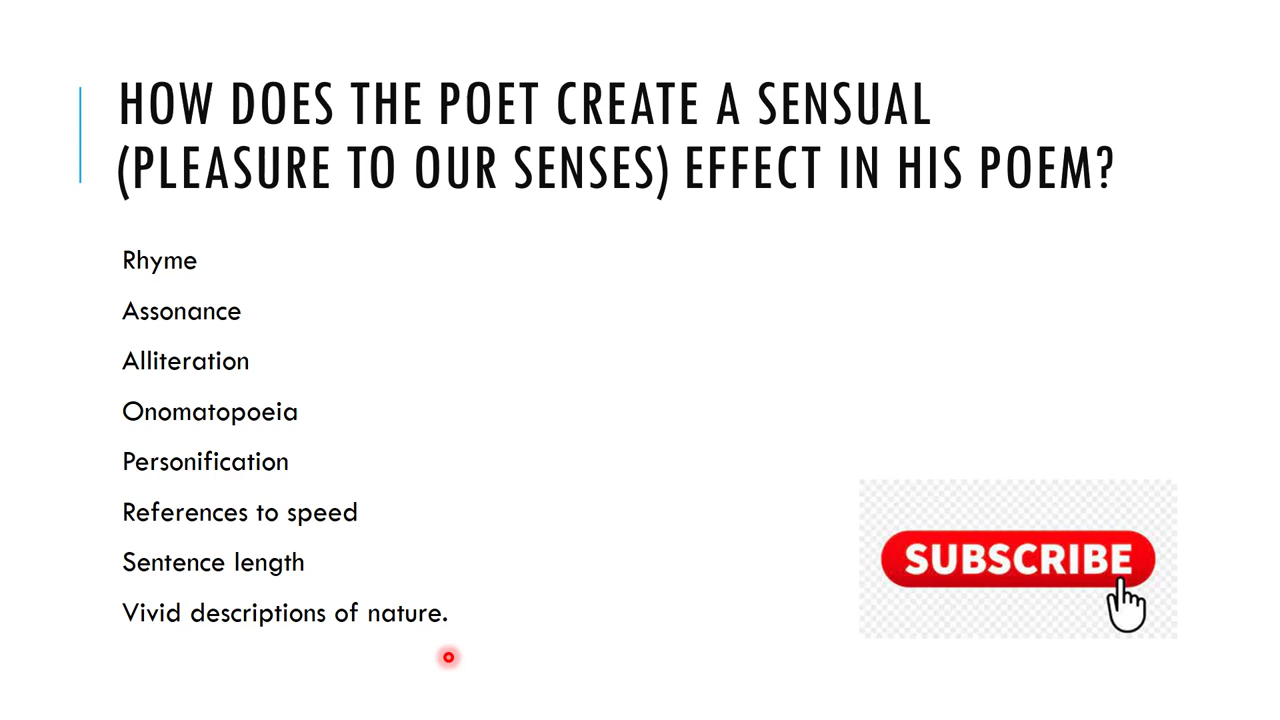 HOW DOES THE POET CREATE A SENSUAL
(PLEASURE TO OUR SENSES) EFFECT IN HIS POEM?
Rhyme
Assonance
Alliteration
Onomatopoeia
Personification
References to speed
Sentence length
Vivid descriptions of nature.
SUBSCRIBE